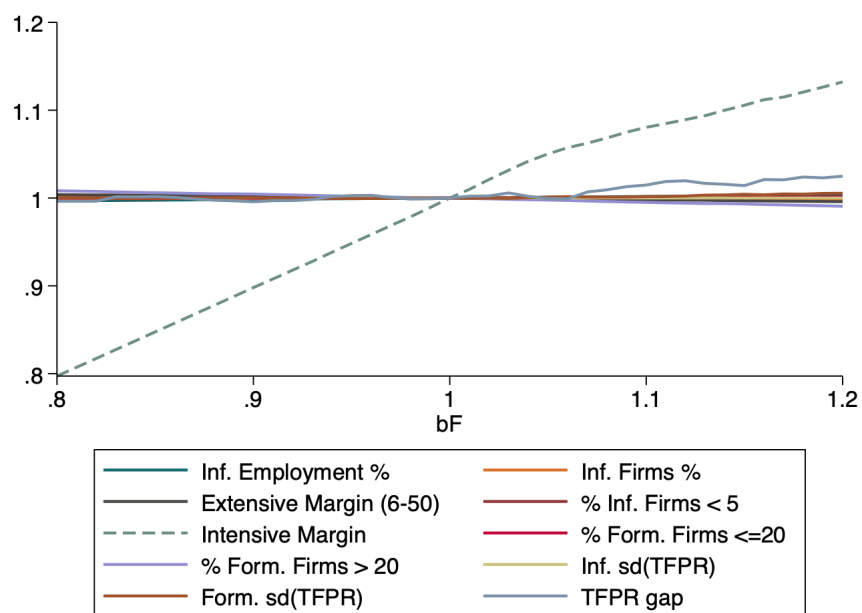 1.2
1.1
1
.9
.8
.8 .9 1 1.1 1.2
bF
Inf. Employment % Inf. Firms %
Extensive Margin (6-50) % Inf. Firms < 5
Intensive Margin % Form. Firms <=20
% Form. Firms > 20 Inf. sd(TFPR)
Form. sd(TFPR) TFPR gap